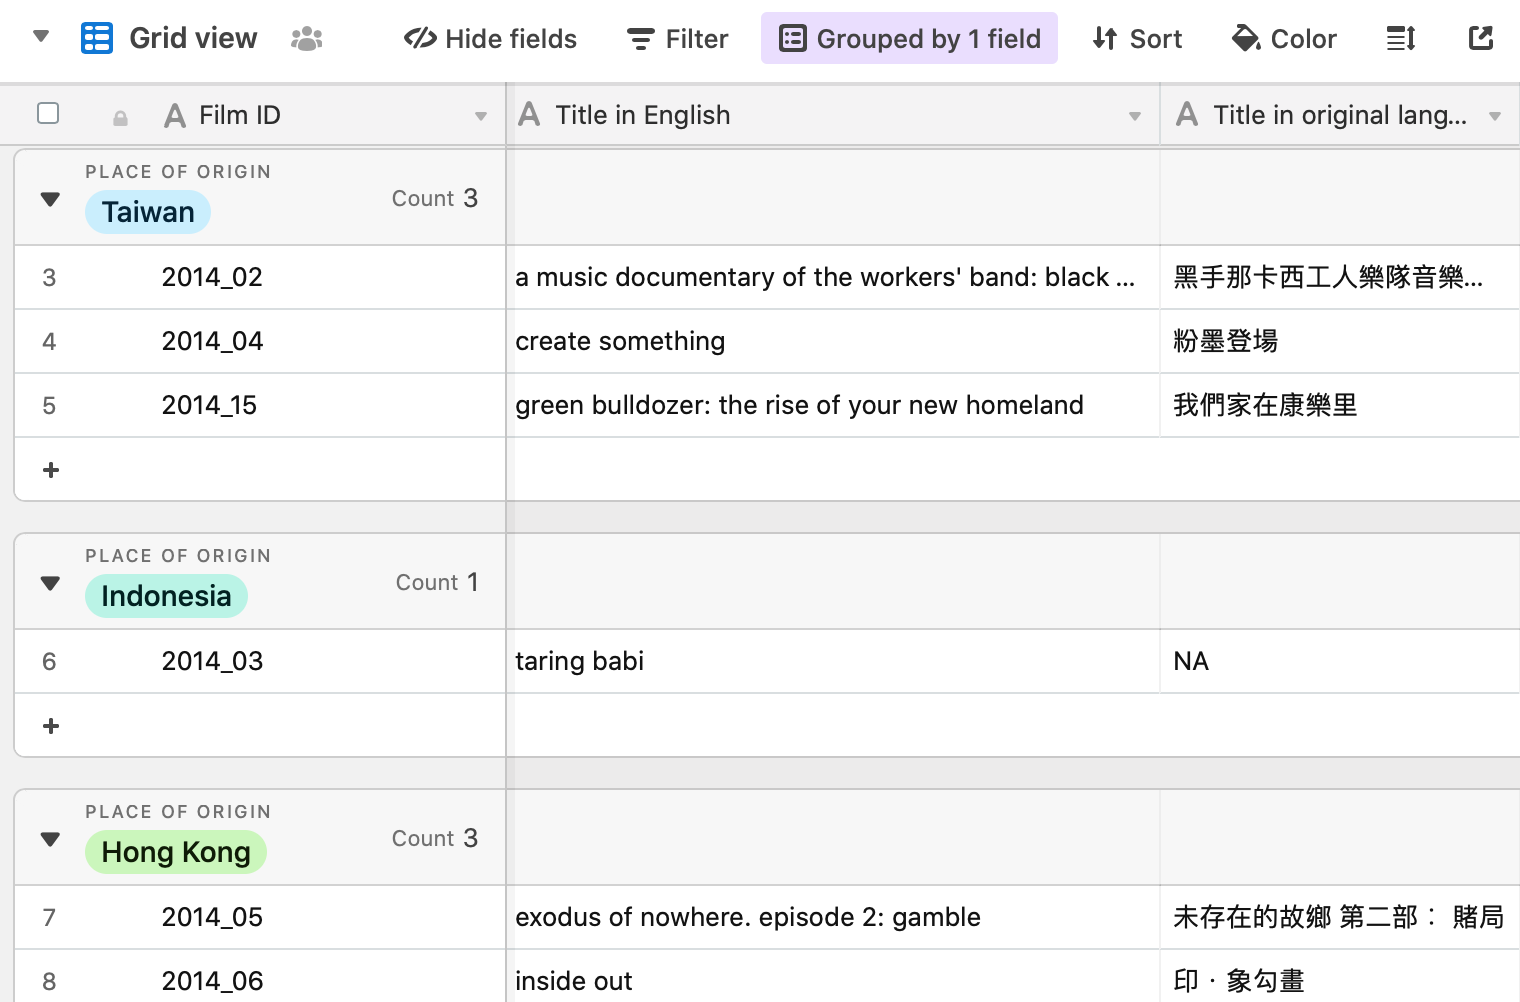 Grid view Hide fields Filter Grouped by 1 field Sort Color
Film ID Title in English Title in original lang...
PLACE OF ORIGIN
Taiwan Count 3
3 2014_02 a music documentary of the workers' band: black ... 黑手那卡西工人樂隊音樂...
4 2014_04 create something 粉墨登場
5 2014_15 green bulldozer: the rise of your new homeland 我們家在康樂里
+
PLACE OF ORIGIN
Indonesia Count 1
6 2014_03 taring babi NA
+
PLACE OF ORIGIN
Hong Kong Count 3
7 2014_05 exodus of nowhere. episode 2: gamble 未存在的故鄉 第二部： 賭局
8 2014_06 inside out 印‧象勾畫